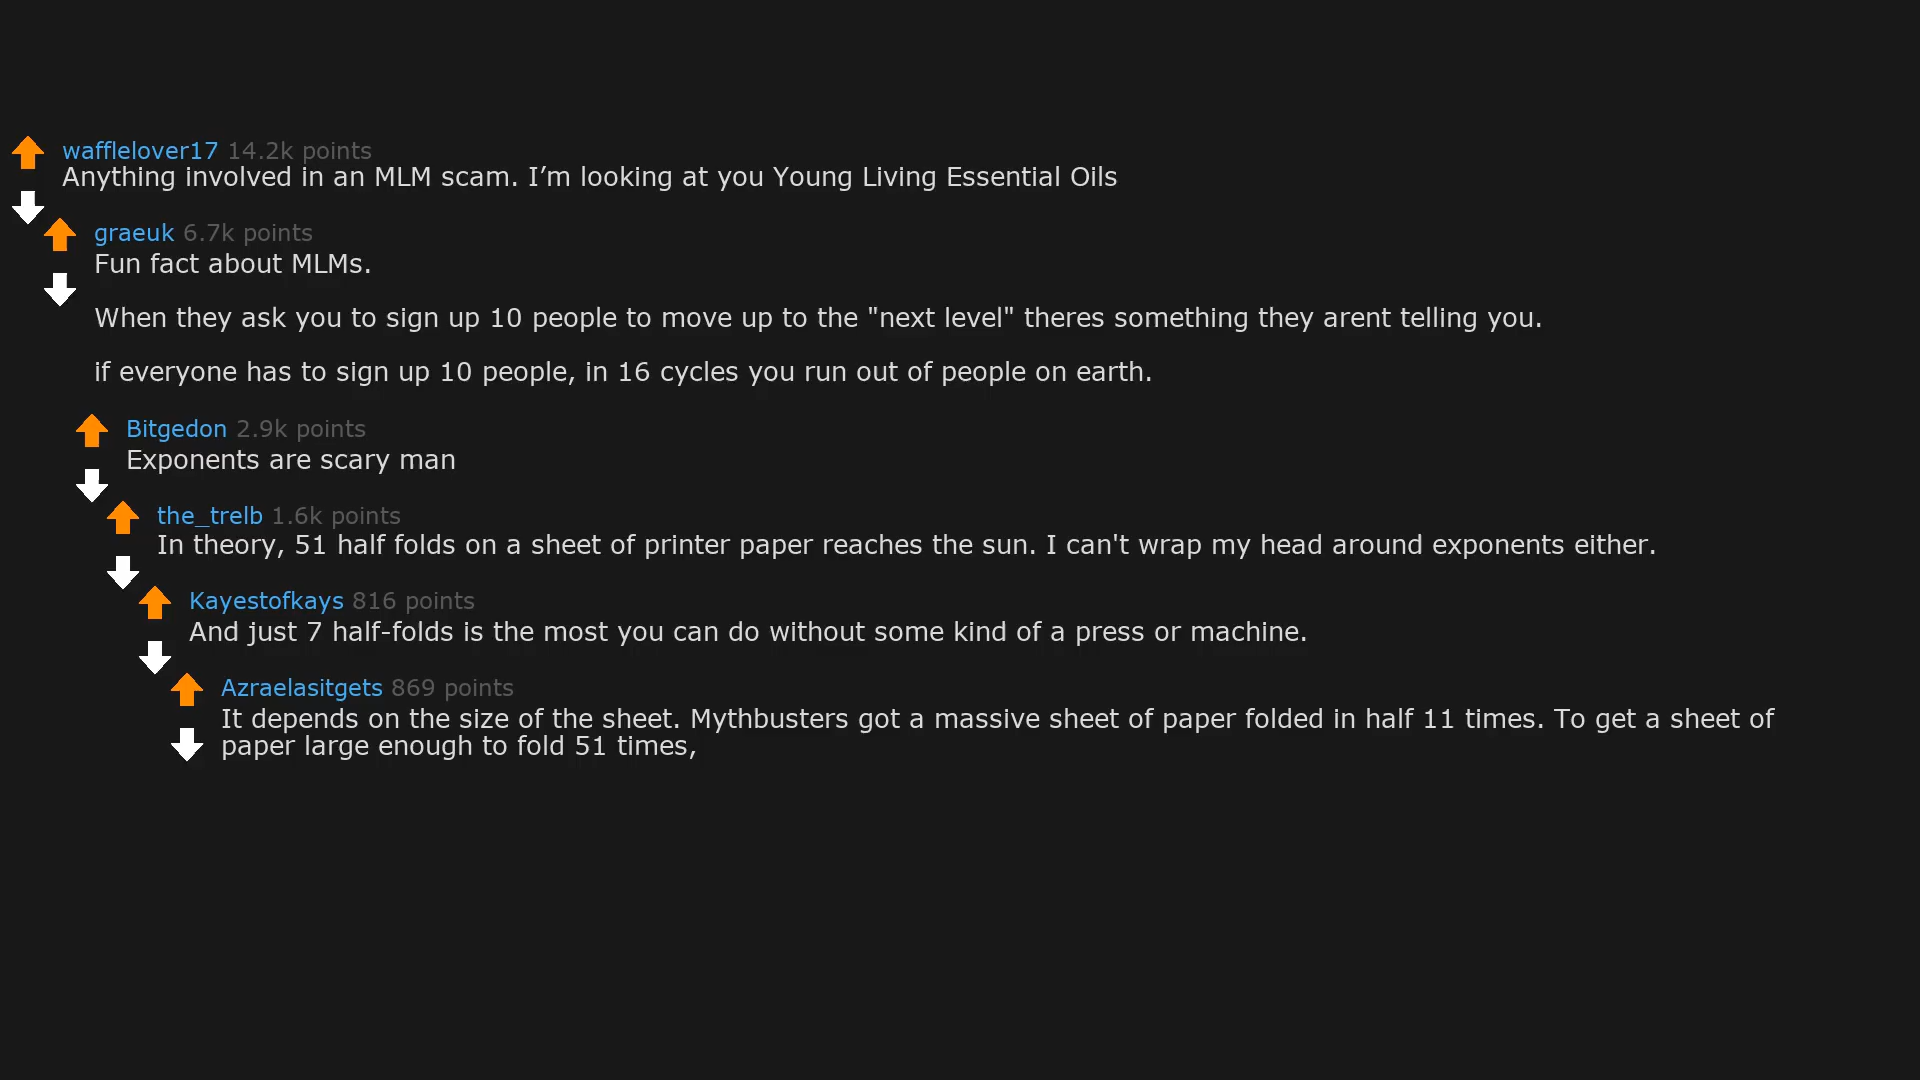 wafflelover17 14.2k points
Anything involved in an MLM scam. I’m looking at you Young Living Essential Oils
graeuk 6.7k points
Fun fact about MLMs.
When they ask you to sign up 10 people to move up to the "next level" theres something they arent telling you.
if everyone has to sign up 10 people, in 16 cycles you run out of people on earth.
Bitgedon 2.9k points
Exponents are scary man
the_trelb 1.6k points
In theory, 51 half folds on a sheet of printer paper reaches the sun. I can't wrap my head around exponents either.
Kayestofkays 816 points
And just 7 half-folds is the most you can do without some kind of a press or machine.
Azraelasitgets 869 points
It depends on the size of the sheet. Mythbusters got a massive sheet of paper folded in half 11 times. To get a sheet of
paper large enough to fold 51 times,